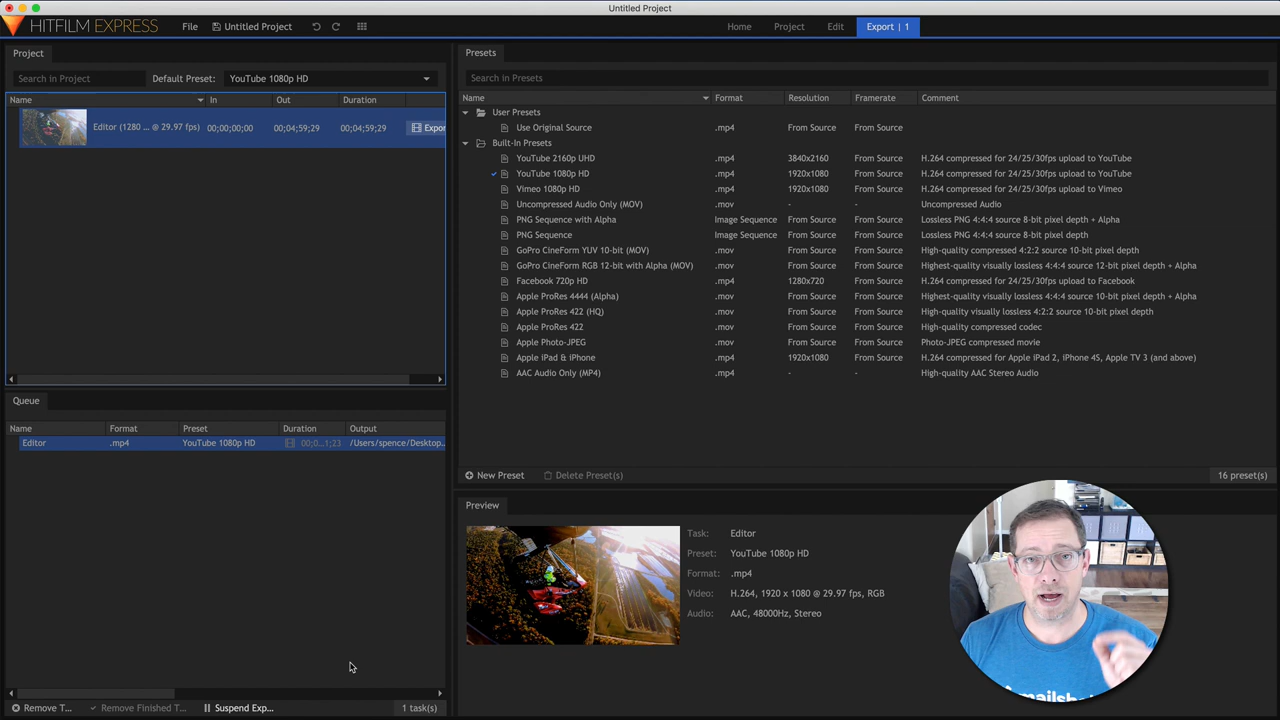 Untitled Project
HITFILM EXPRESS File Untitled Project Home Project Edit Export | 1
Project
Search in Project Default Preset: YouTube 1080p HD
Name In Out Duration
Editor (1280 ... @ 29.97 fps) 00;00;00;00 00;04;59;29 00;04;59;29 Expor
Queue
Name Format Preset Duration Output
Editor .mp4 YouTube 1080p HD 00;0...1;23 /Users/spence/Desktop...
Remove T... Remove Finished T... Suspend Exp... 1 task(s)
Presets
Search in Presets
Name Format Resolution Framerate Comment
User Presets
Use Original Source .mp4 From Source From Source
Built-In Presets
YouTube 2160p UHD .mp4 3840x2160 From Source H.264 compressed for 24/25/30fps upload to YouTube
YouTube 1080p HD .mp4 1920x1080 From Source H.264 compressed for 24/25/30fps upload to YouTube
Vimeo 1080p HD .mp4 1920x1080 From Source H.264 compressed for 24/25/30fps upload to Vimeo
Uncompressed Audio Only (MOV) .mov - - Uncompressed Audio
PNG Sequence with Alpha Image Sequence From Source From Source Lossless PNG 4:4:4 source 8-bit pixel depth + Alpha
PNG Sequence Image Sequence From Source From Source Lossless PNG 4:4:4 source 8-bit pixel depth
GoPro CineForm YUV 10-bit (MOV) .mov From Source From Source High-quality compressed 4:2:2 source 10-bit pixel depth
GoPro CineForm RGB 12-bit with Alpha (MOV) .mov From Source From Source Highest-quality visually lossless 4:4:4 source 12-bit pixel depth + Alpha
Facebook 720p HD .mp4 1280x720 From Source H.264 compressed for 24/25/30fps upload to Facebook
Apple ProRes 4444 (Alpha) .mov From Source From Source Highest-quality visually lossless 4:4:4 source 10-bit pixel depth + Alpha
Apple ProRes 422 (HQ) .mov From Source From Source High-quality visually lossless 4:2:2 source 10-bit pixel depth
Apple ProRes 422 .mov From Source From Source High-quality compressed codec
Apple Photo-JPEG .mov From Source From Source Photo-JPEG compressed movie
Apple iPad & iPhone .mp4 1920x1080 From Source H.264 compressed for Apple iPad 2, iPhone 4S, Apple TV 3 (and above)
AAC Audio Only (MP4) .mp4 - - High-quality AAC Stereo Audio
New Preset Delete Preset(s) 16 preset(s)
Preview
Task: Editor
Preset: YouTube 1080p HD
Format: .mp4
Video: H.264, 1920 x 1080 @ 29.97 fps, RGB
Audio: AAC, 48000Hz, Stereo